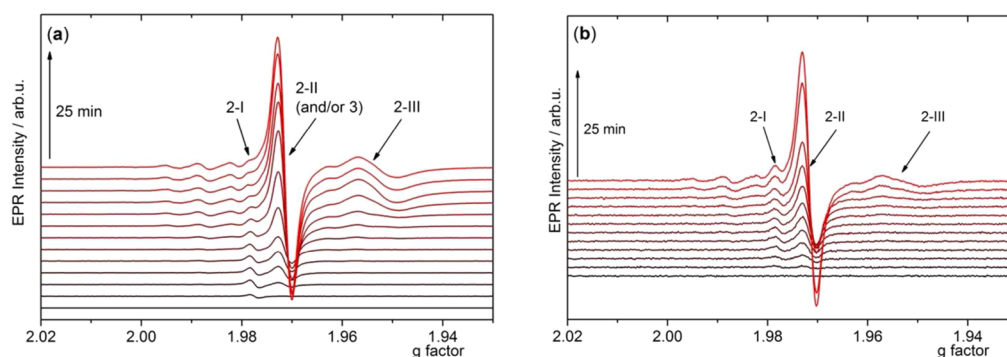 (a)
EPR Intensity / arb.u.
25 min
2-I
2-II
(and/or 3)
2-III
2.02
2.00
1.98
1.96
1.94
g factor
(b)
EPR Intensity / arb.u.
25 min
2-I
2-II
2-III
2.02
2.00
1.98
1.96
1.94
g factor